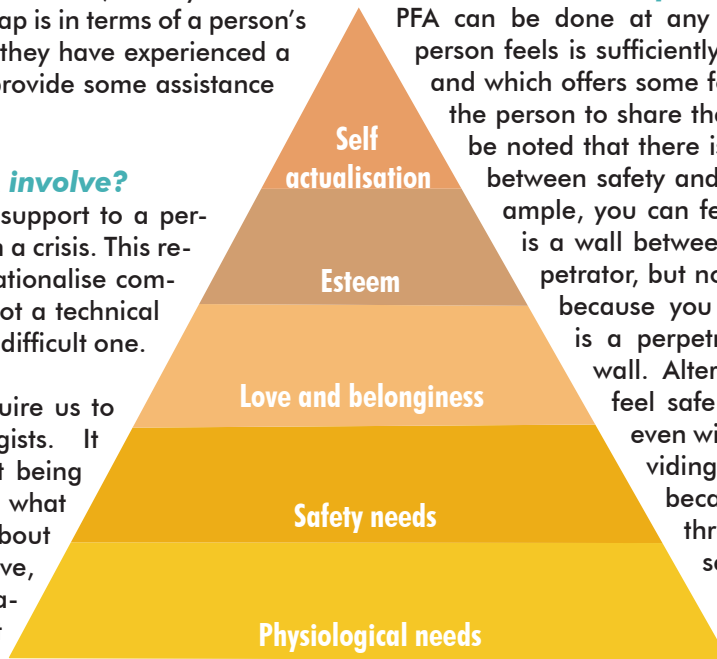 ap is in terms of a person's
they have experienced a
provide some assistance
involve?
support to a per-
a crisis. This re-
ationalise com-
ot a technical
difficult one.
uire us to
gists. It
t being
what
bout
ve,
a-
Self
actualisation
Esteem
Love and belonginess
Safety needs
Physiological needs
PFA can be done at any
person feels is sufficiently
and which offers some f
the person to share the
be noted that there is
between safety and
ample, you can fe
is a wall betwee
petrator, but no
because you
is a perpetr
wall. Alter
feel safe
even wi
viding
beca
thr
s